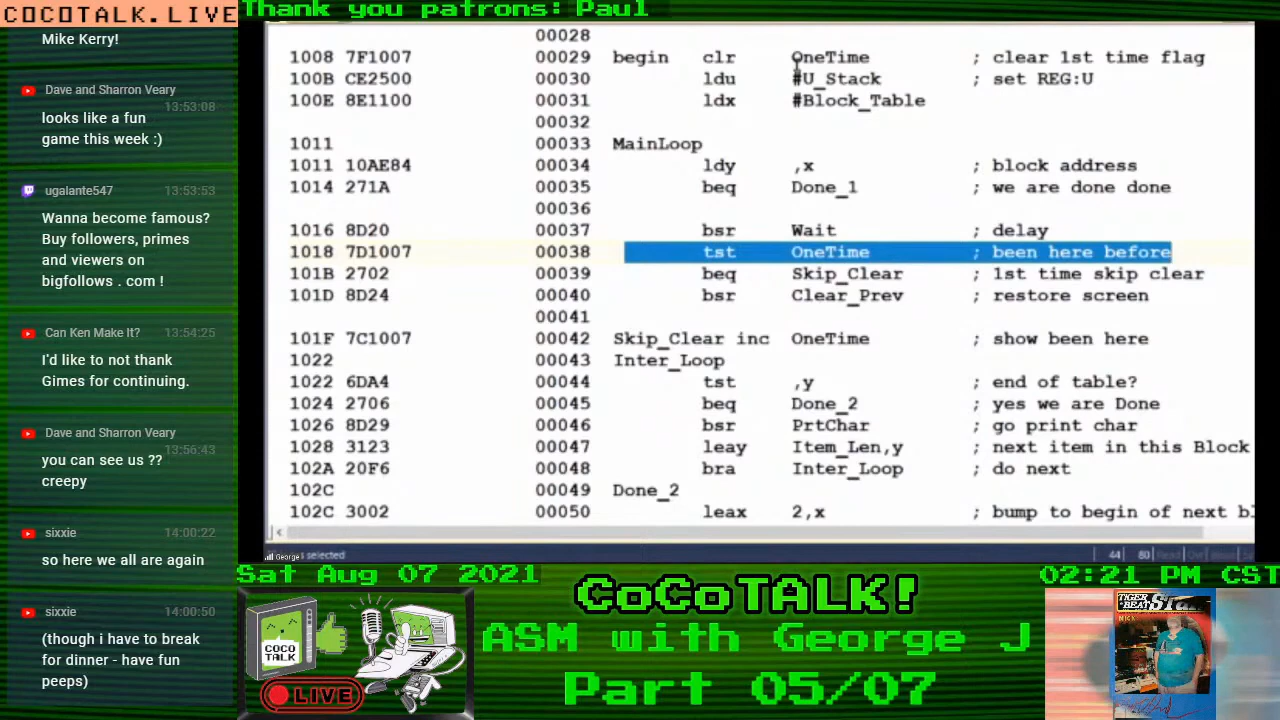 COCOTALK.LIVE
Thank you patrons: Paul
Mike Kerry!
Dave and Sharron Veary
13:53:08
looks like a fun
game this week :)
ugalante547 13:53:53
Wanna become famous?
Buy followers, primes
and viewers on
bigfollows . com !
Can Ken Make It? 13:54:25
I'd like to not thank
Gimes for continuing.
Dave and Sharron Veary
13:56:43
you can see us ??
creepy
sixxie 14:00:22
so here we all are again
sixxie 14:00:50
(though i have to break
for dinner - have fun
peeps)
00028
1008 7F1007 00029 begin clr OneTime ; clear 1st time flag
100B CE2500 00030 ldu #U_Stack ; set REG:U
100E 8E1100 00031 ldx #Block_Table
00032
1011 00033 MainLoop
1011 10AE84 00034 ldy ,x ; block address
1014 271A 00035 beq Done_1 ; we are done done
00036
1016 8D20 00037 bsr Wait ; delay
1018 7D1007 00038 tst OneTime ; been here before
101B 2702 00039 beq Skip_Clear ; 1st time skip clear
101D 8D24 00040 bsr Clear_Prev ; restore screen
00041
101F 7C1007 00042 Skip_Clear inc OneTime ; show been here
1022 00043 Inter_Loop
1022 6DA4 00044 tst ,y ; end of table?
1024 2706 00045 beq Done_2 ; yes we are Done
1026 8D29 00046 bsr PrtChar ; go print char
1028 3123 00047 leay Item_Len,y ; next item in this Block
102A 20F6 00048 bra Inter_Loop ; do next
102C 00049 Done_2
102C 3002 00050 leax 2,x ; bump to begin of next bl
George selected 44 80
Sat Aug 07 2021
CoCoTALK!
02:21 PM CST
COCO
TALK
LIVE
ASM with George J
Part 05/07
TIGER
BEAT
NICK